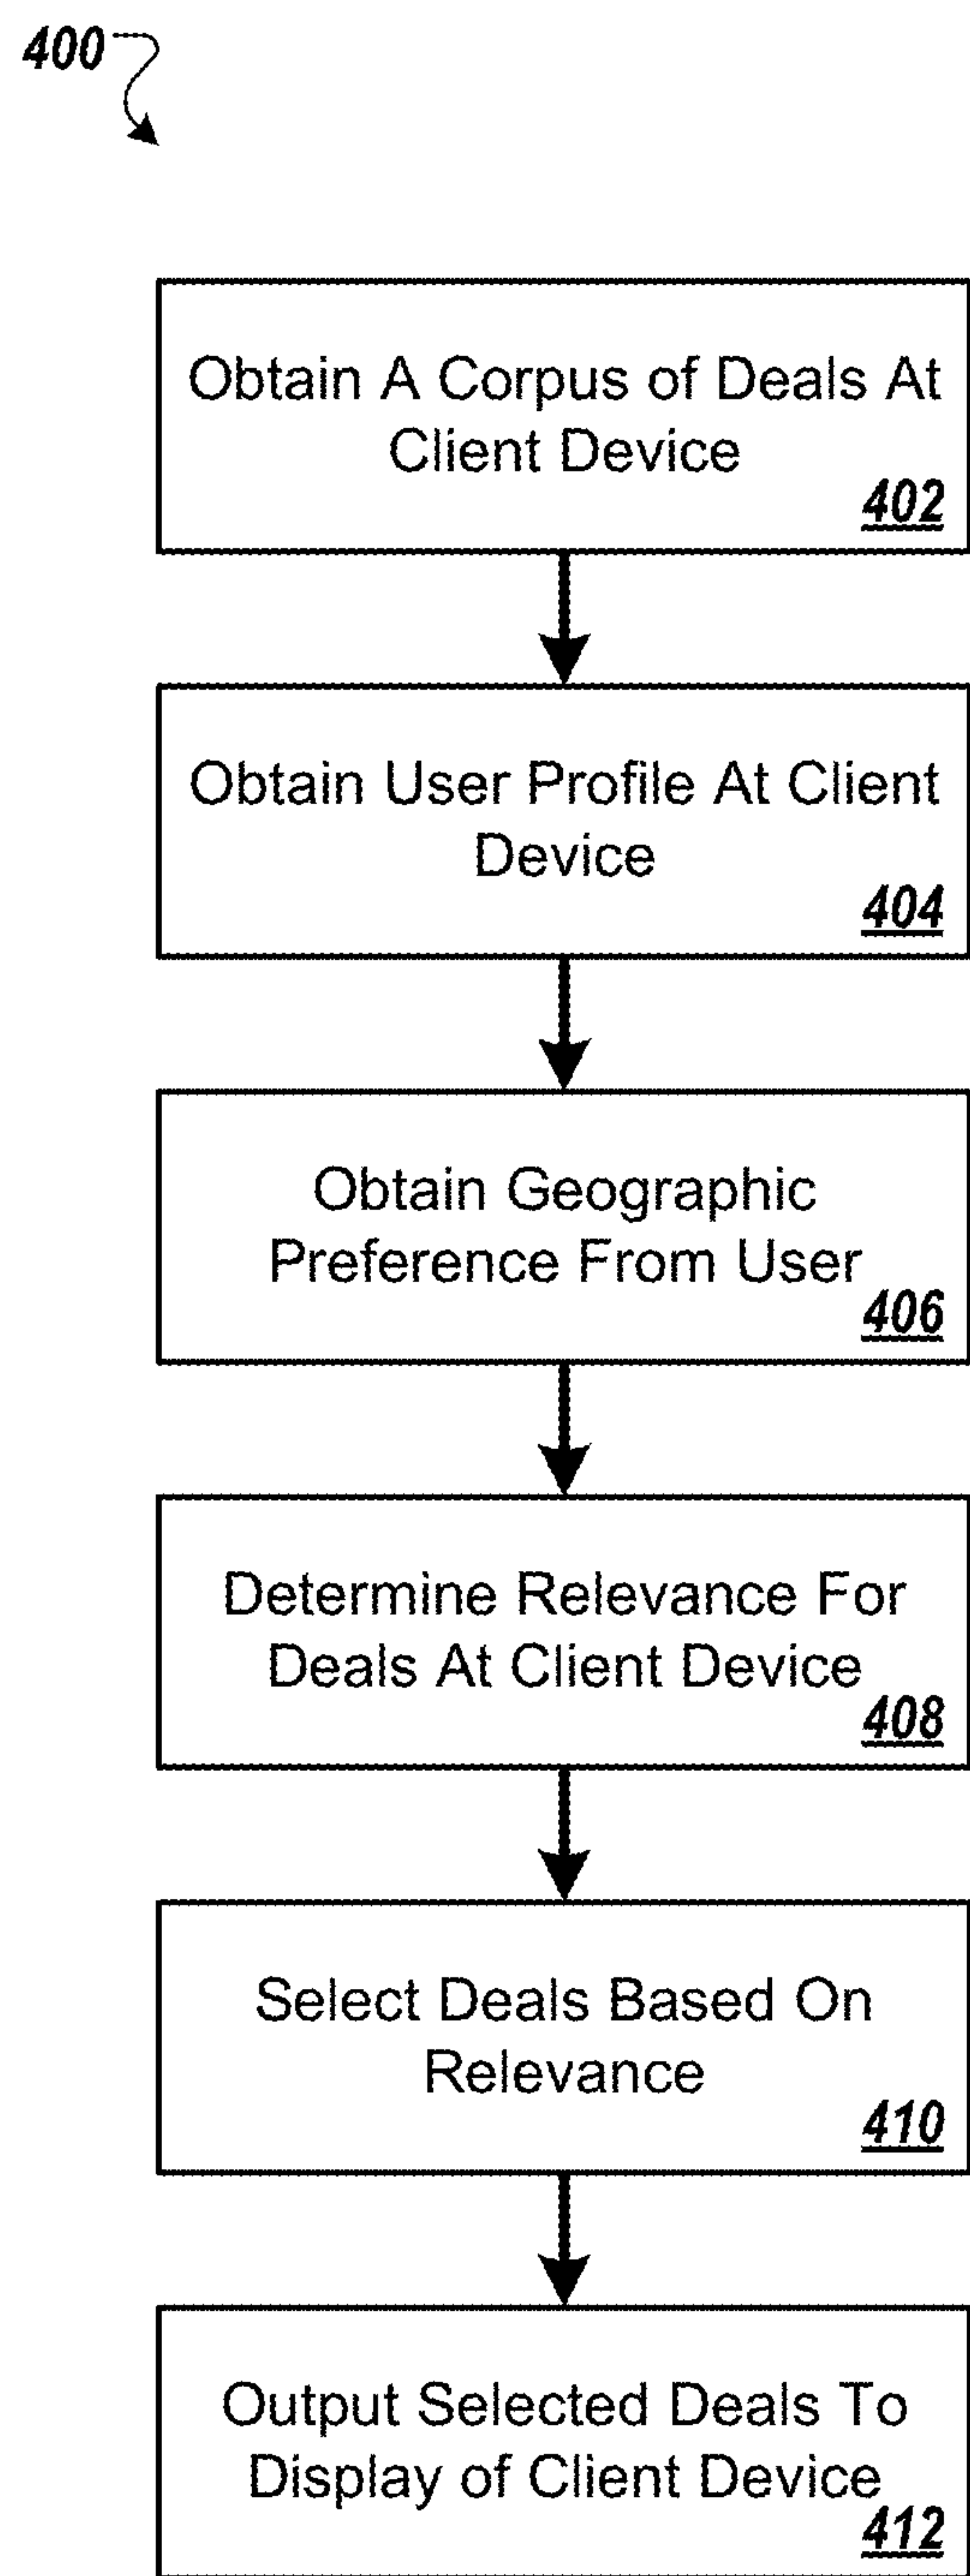 400
Obtain A Corpus of Deals At
Client Device
402
Obtain User Profile At Client
Device
404
Obtain Geographic
Preference From User
406
Determine Relevance For
Deals At Client Device
408
Select Deals Based On
Relevance
410
Output Selected Deals To
Display of Client Device
412